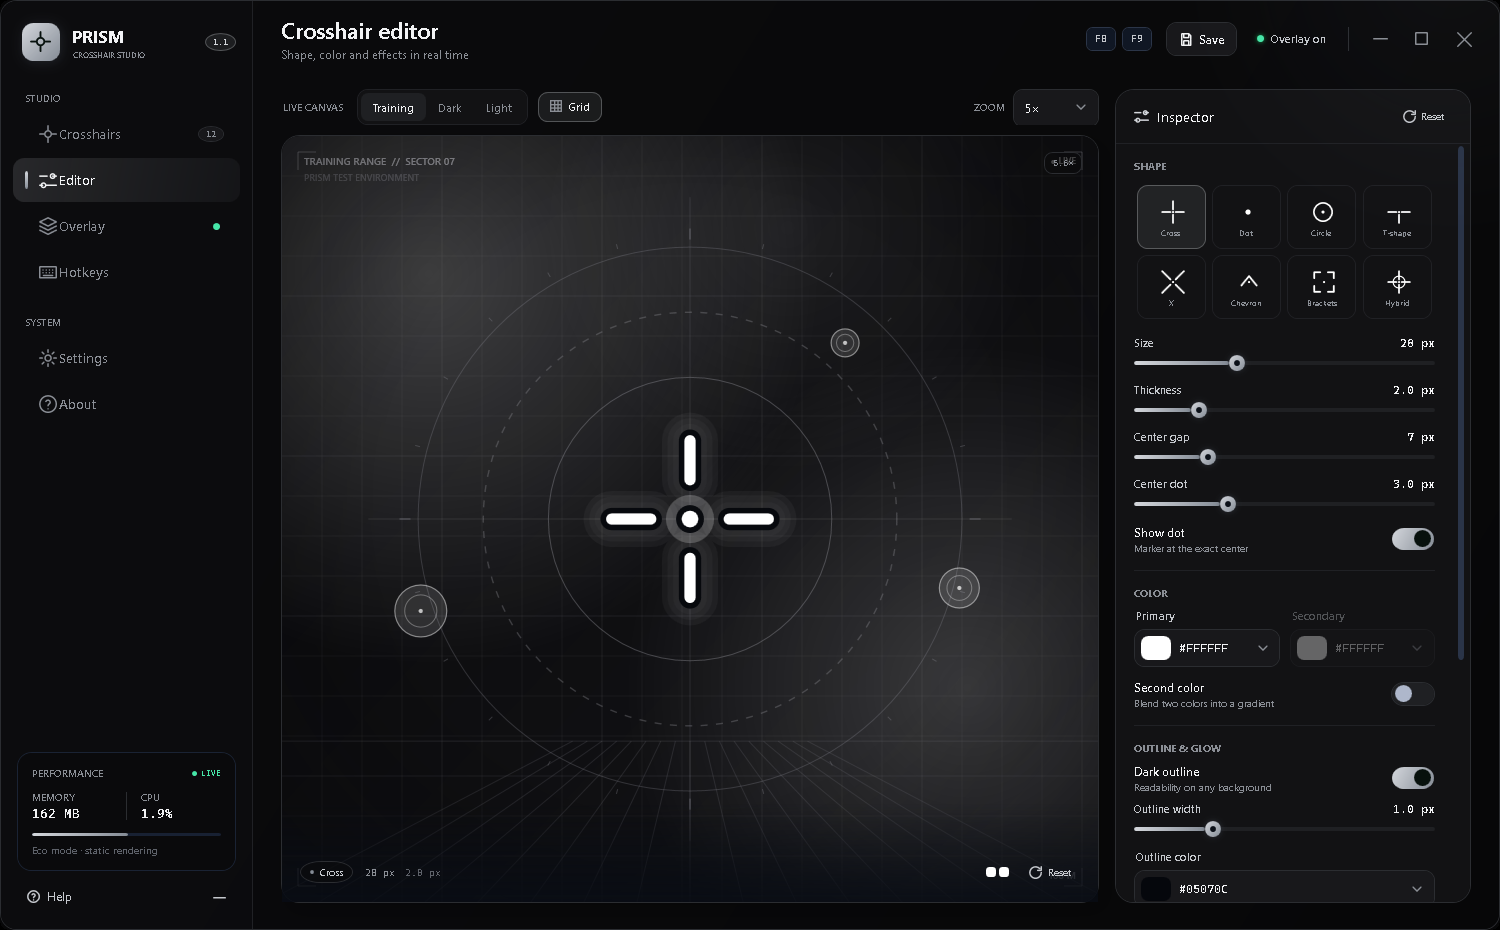 PRISM
CROSSHAIR STUDIO
1.1
STUDIO
Crosshairs
12
Editor
Overlay
Hotkeys
SYSTEM
Settings
About
PERFORMANCE
LIVE
MEMORY
CPU
162 MB
1.9%
Eco mode · static rendering
Help
Crosshair editor
Shape, color and effects in real time
F8
F9
Save
Overlay on
LIVE CANVAS
Training
Dark
Light
Grid
ZOOM
5×
TRAINING RANGE // SECTOR 07
PRISM TEST ENVIRONMENT
Cross
20 px
2.0 px
Reset
Inspector
Reset
SHAPE
Cross
Dot
Circle
T-shape
X
Chevron
Brackets
Hybrid
Size
20 px
Thickness
2.0 px
Center gap
7 px
Center dot
3.0 px
Show dot
Marker at the exact center
COLOR
Primary
Secondary
#FFFFFF
#FFFFFF
Second color
Blend two colors into a gradient
OUTLINE & GLOW
Dark outline
Readability on any background
Outline width
1.0 px
Outline color
#05070C